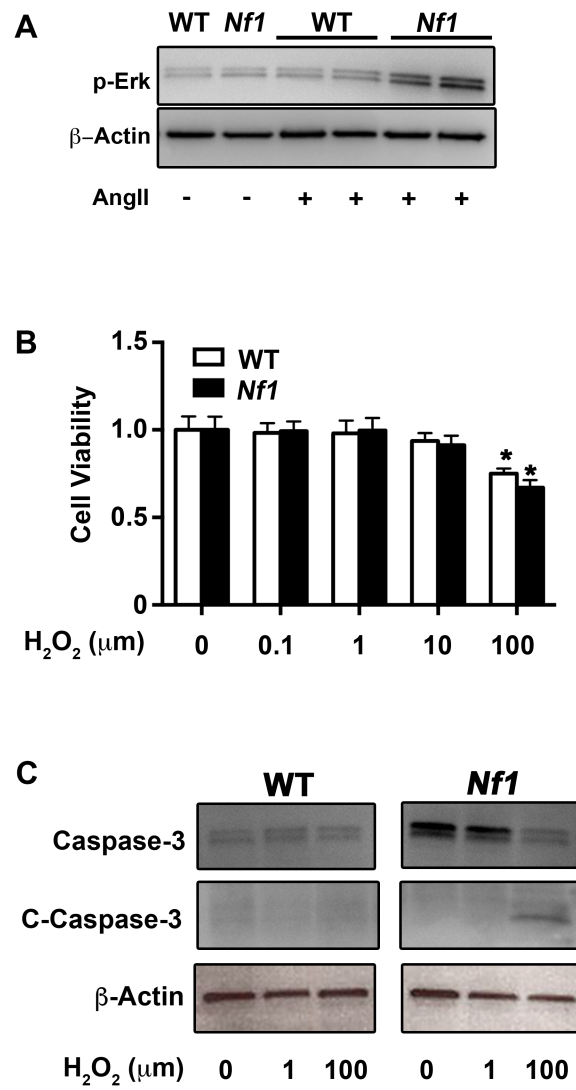 A
WT Nf1 WT Nf1
p-Erk
β-Actin
AngII - - + + + +
B
1.5
WT
Nf1
1.0
0.5
0
Cell Viability
* *
H₂O₂ (μm) 0 0.1 1 10 100
C
WT Nf1
Caspase-3
C-Caspase-3
β-Actin
H₂O₂ (μm) 0 1 100 0 1 100